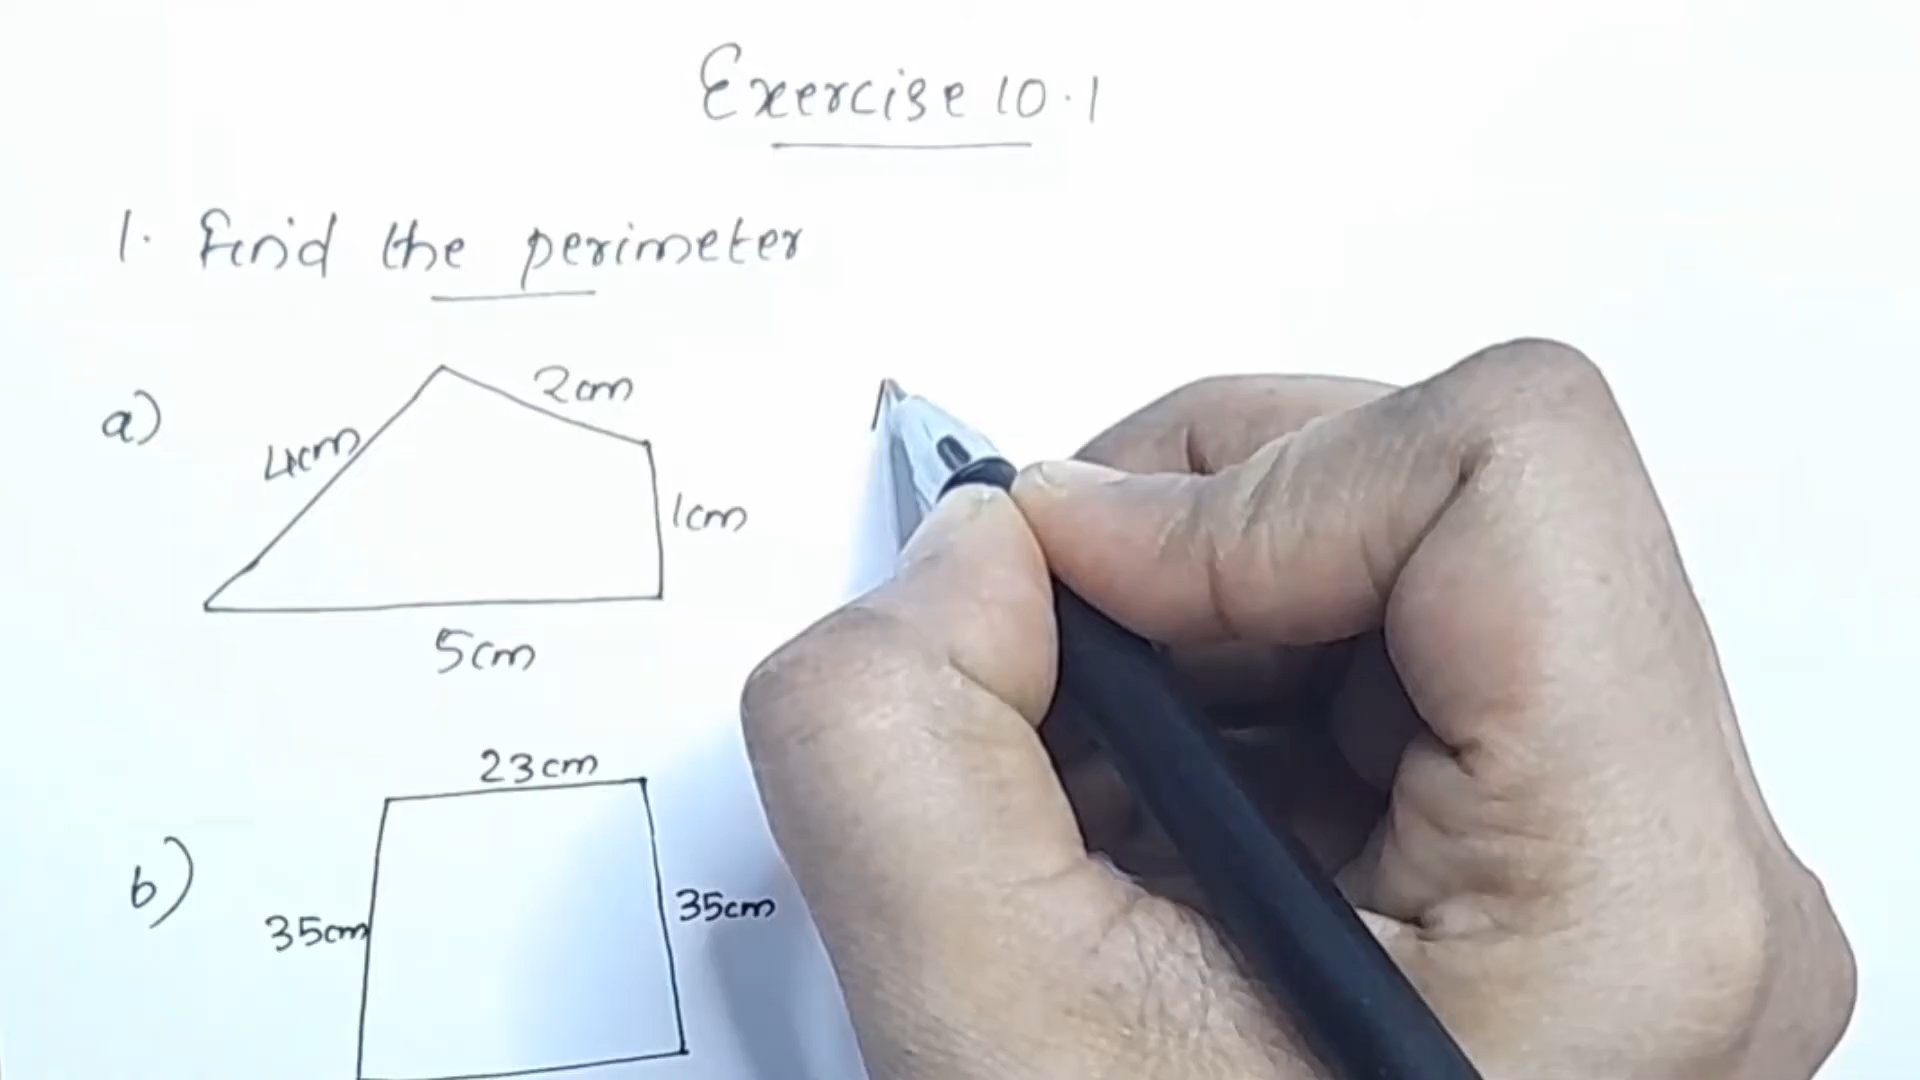 Exercise 10.1
1. Find the perimeter
a)
2cm
4cm
1cm
5cm
23cm
b)
35cm
35cm